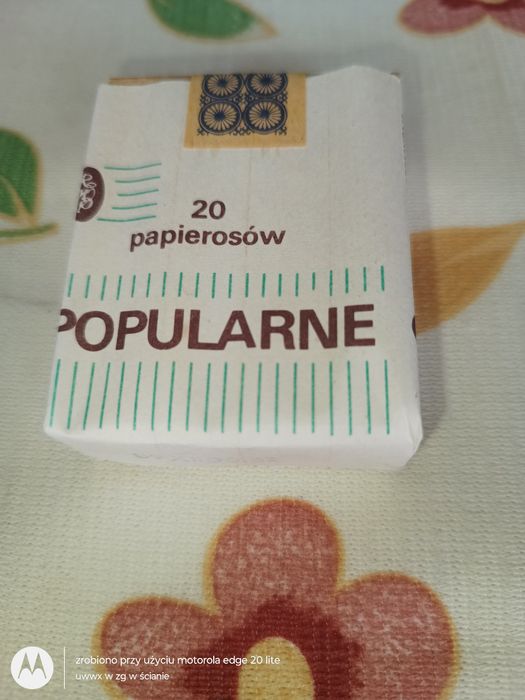 20
papierosów
POPULARNE
zrobiono przy użyciu motorola edge 20 lite
uwwx w zg w ścianie